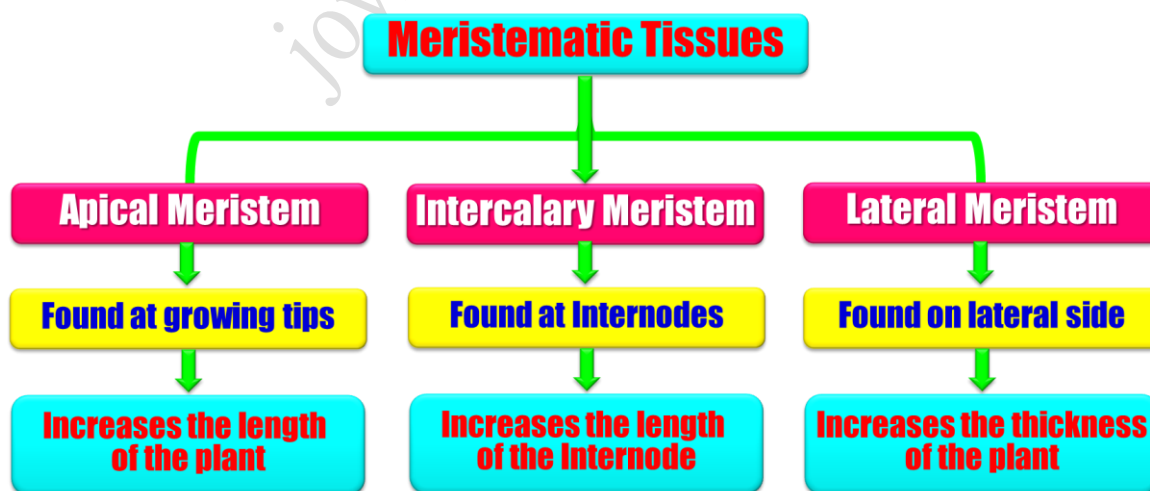 Meristematic Tissues
Apical Meristem
Intercalary Meristem
Lateral Meristem
Found at growing tips
Found at Internodes
Found on lateral side
Increases the length
of the plant
Increases the length
of the Internode
Increases the thickness
of the plant